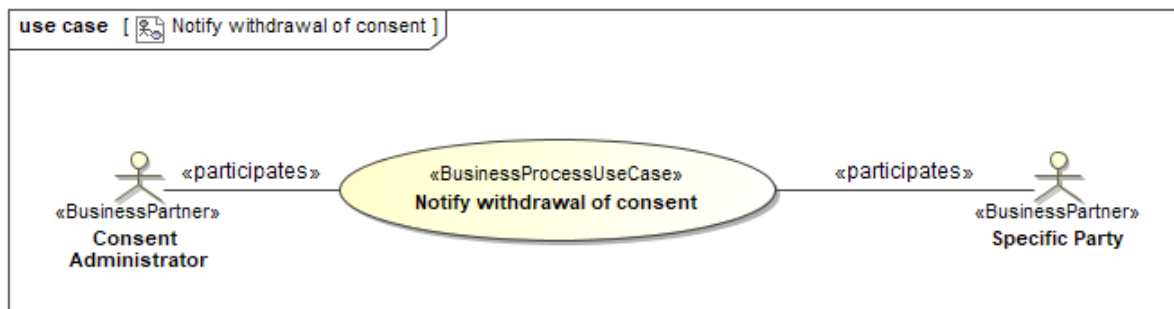 use case [ Notify withdrawal of consent ]
«participates»
«BusinessProcessUseCase»
«participates»
Notify withdrawal of consent
«BusinessPartner»
Consent
Administrator
«BusinessPartner»
Specific Party